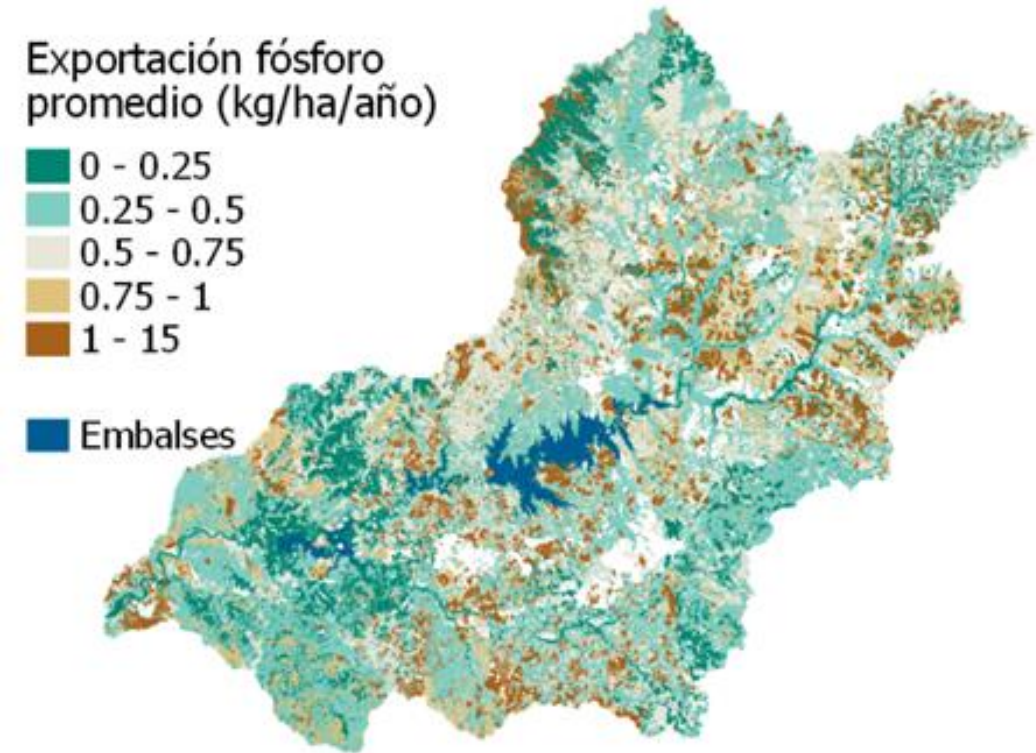 Exportación fósforo
promedio (kg/ha/año)
0 - 0.25
0.25 - 0.5
0.5 - 0.75
0.75 - 1
1 - 15
Embalses